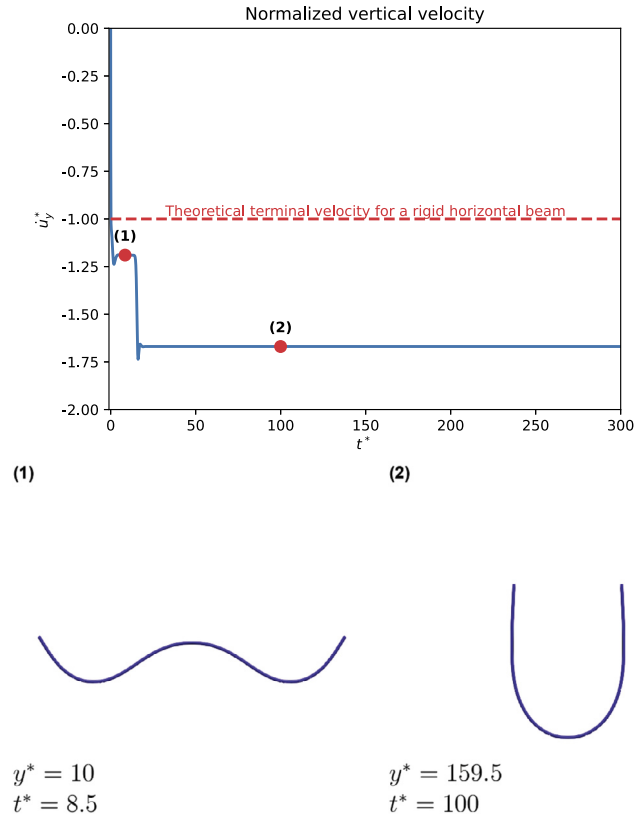 Normalized vertical velocity
0.00
-0.25
-0.50
-0.75
-1.00
-1.25
-1.50
-1.75
-2.00
u̇*y
Theoretical terminal velocity for a rigid horizontal beam
(1)
(2)
0 50 100 150 200 250 300
t*
(1) (2)
y* = 10
t* = 8.5
y* = 159.5
t* = 100